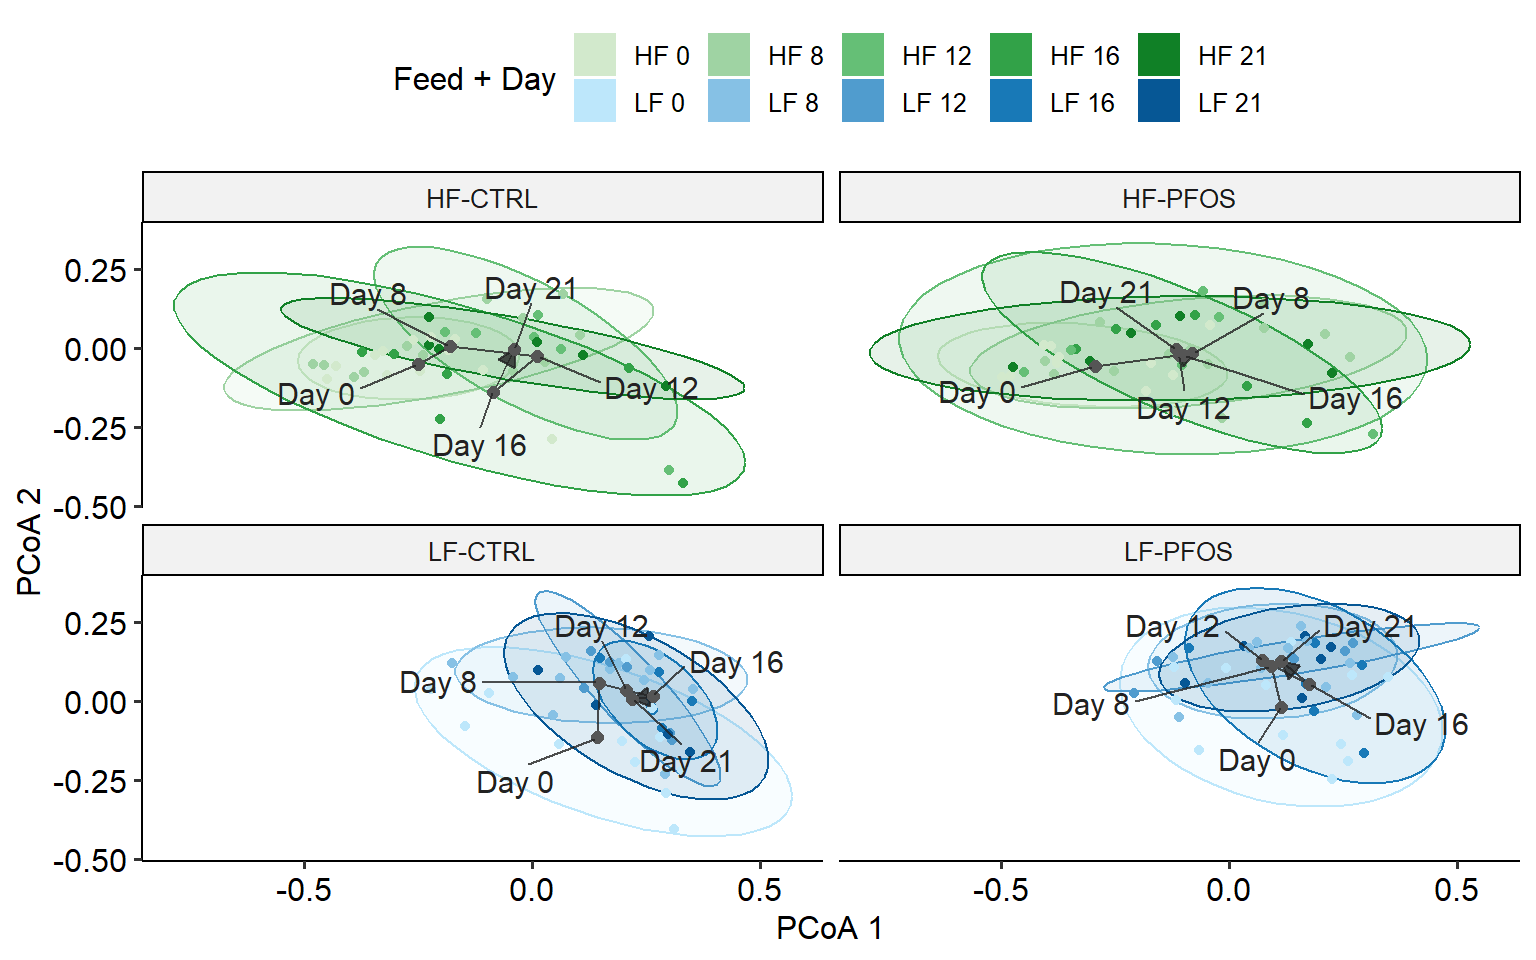 Feed + Day
HF 0 HF 8 HF 12 HF 16 HF 21
LF 0 LF 8 LF 12 LF 16 LF 21
HF-CTRL HF-PFOS
0.25
0.00
-0.25
-0.50
Day 8 Day 21
Day 0 Day 12
Day 16
Day 21 Day 8
Day 0 Day 12 Day 16
PCoA 2
LF-CTRL LF-PFOS
0.25
0.00
-0.25
-0.50
Day 12
Day 8 Day 16
Day 0 Day 21
Day 12 Day 21
Day 8 Day 16
Day 0
-0.5 0.0 0.5 -0.5 0.0 0.5
PCoA 1